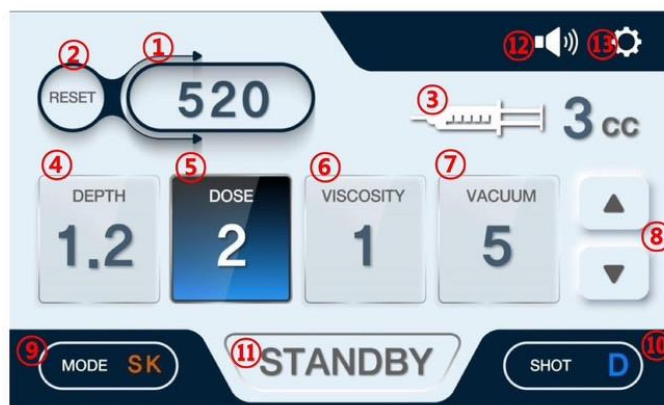 ② ① ⑫ ⑬
RESET 520 ③ 3 cc
④ ⑤ ⑥ ⑦
DEPTH DOSE VISCOSITY VACUUM
1.2 2 1 5 ⑧
⑨ MODE SK ⑪ STANDBY SHOT D ⑩